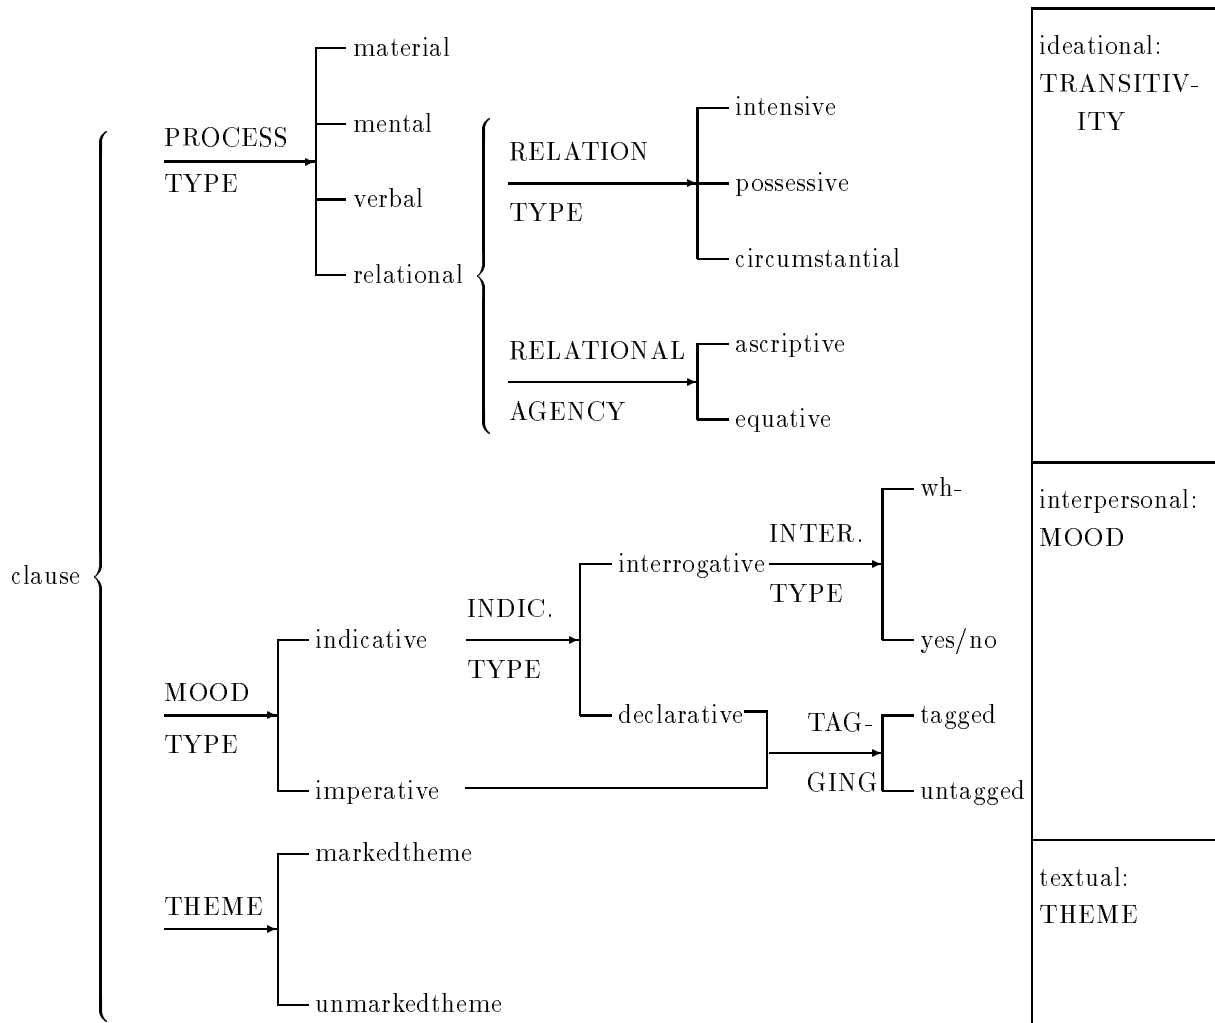 material
ideational:
TRANSITIV-
ITY
intensive
mental
PROCESS
TYPE
RELATION
TYPE
possessive
verbal
circumstantial
relational
RELATIONAL
AGENCY
ascriptive
equative
wh-
interpersonal:
MOOD
INTER.
TYPE
interrogative
clause
INDIC.
TYPE
indicative
yes/no
MOOD
TYPE
declarative
TAG-
GING
tagged
imperative
untagged
markedtheme
textual:
THEME
THEME
unmarkedtheme